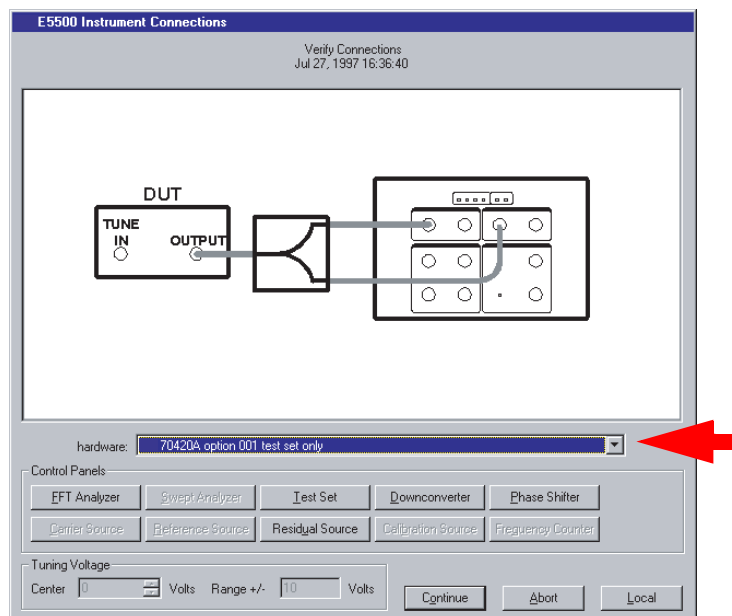 E5500 Instrument Connections
Verify Connections
Jul 27, 1997 16:36:40
DUT
TUNE
IN
OUTPUT
hardware: 70420A option 001 test set only
Control Panels
FFT Analyzer Swept Analyzer Test Set Downconverter Phase Shifter
Carrier Source Reference Source Residual Source Calibration Source Frequency Counter
Tuning Voltage
Center 0 Volts Range +/- 10 Volts
Continue Abort Local